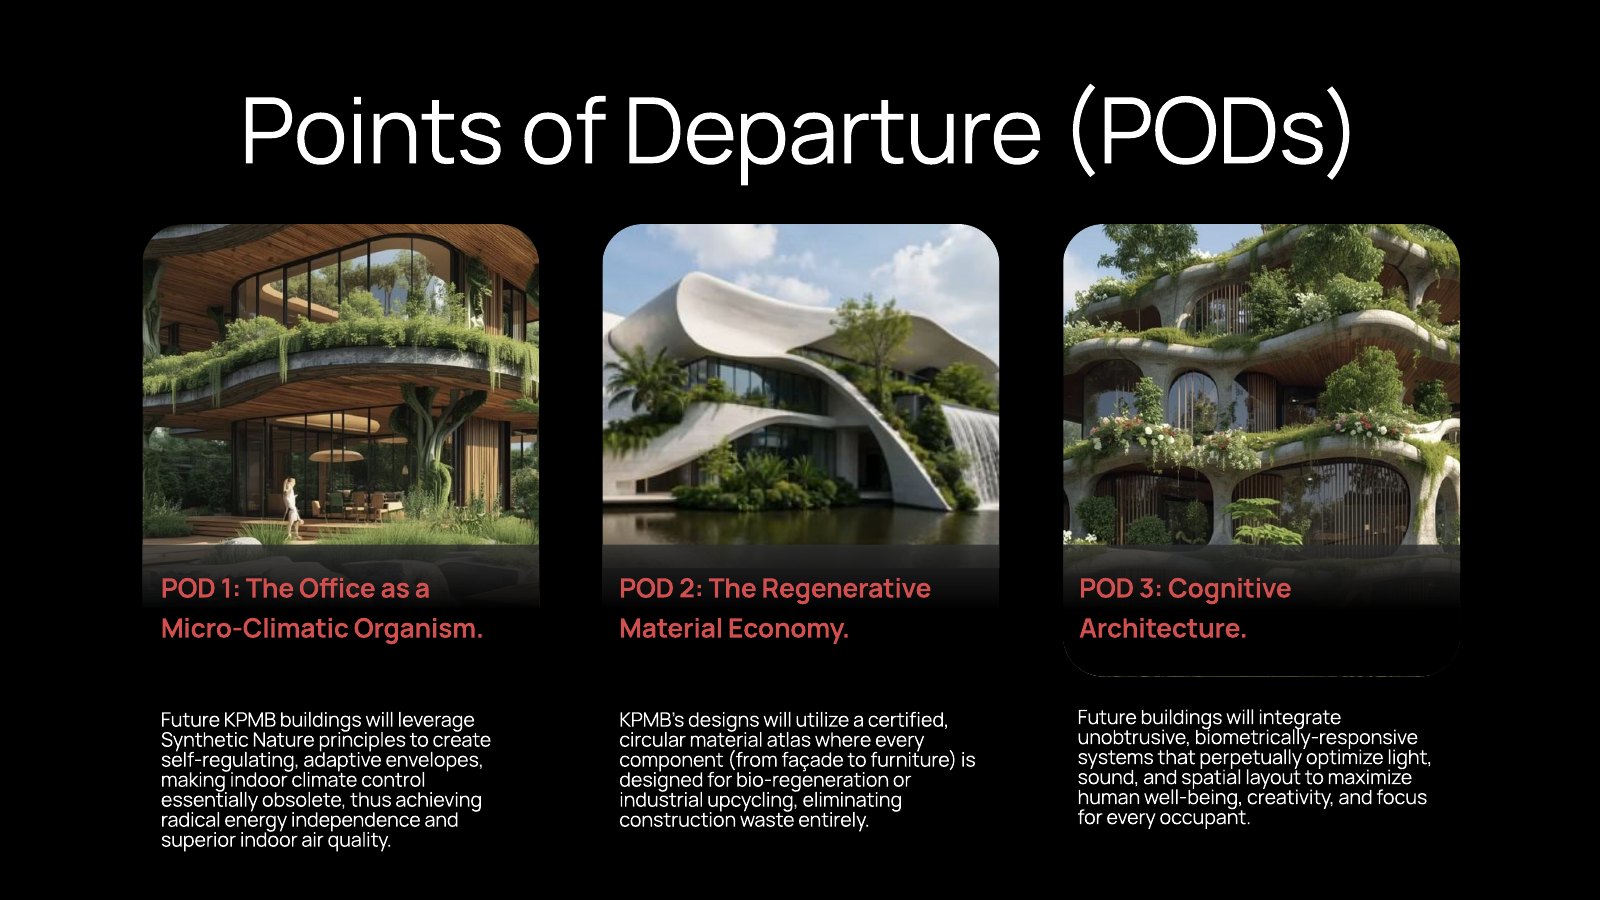 Points of Departure (PODs)
POD 1: The Office as a
Micro-Climatic Organism.
Future KPMB buildings will leverage
Synthetic Nature principles to create
self-regulating, adaptive envelopes,
making indoor climate control
essentially obsolete, thus achieving
radical energy independence and
superior indoor air quality.
POD 2: The Regenerative
Material Economy.
KPMB's designs will utilize a certified,
circular material atlas where every
component (from façade to furniture) is
designed for bio-regeneration or
industrial upcycling, eliminating
construction waste entirely.
POD 3: Cognitive
Architecture.
Future buildings will integrate
unobtrusive, biometrically-responsive
systems that perpetually optimize light,
sound, and spatial layout to maximize
human well-being, creativity, and focus
for every occupant.